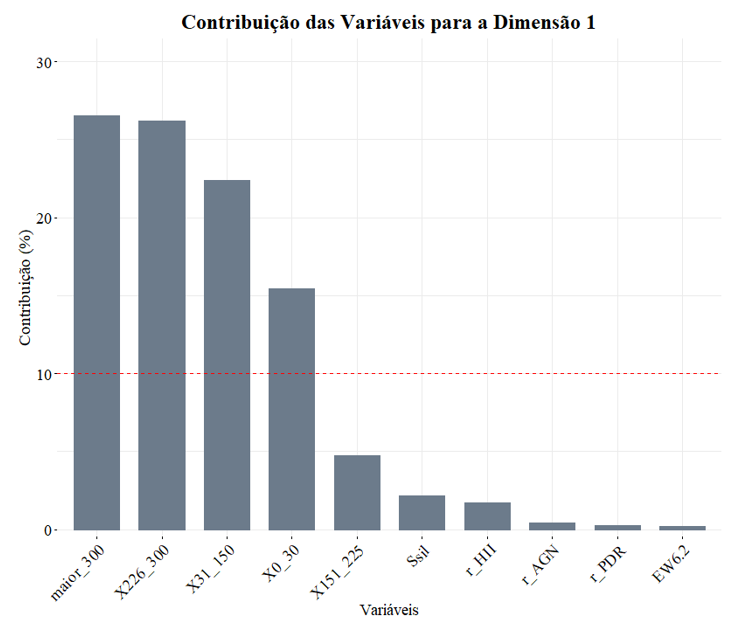 Contribuição das Variáveis para a Dimensão 1
Contribuição (%)
30
20
10
0
maior_300
X226_300
X31_150
X0_30
X151_225
Ssil
r_HII
r_AGN
r_PDR
EW6.2
Variáveis